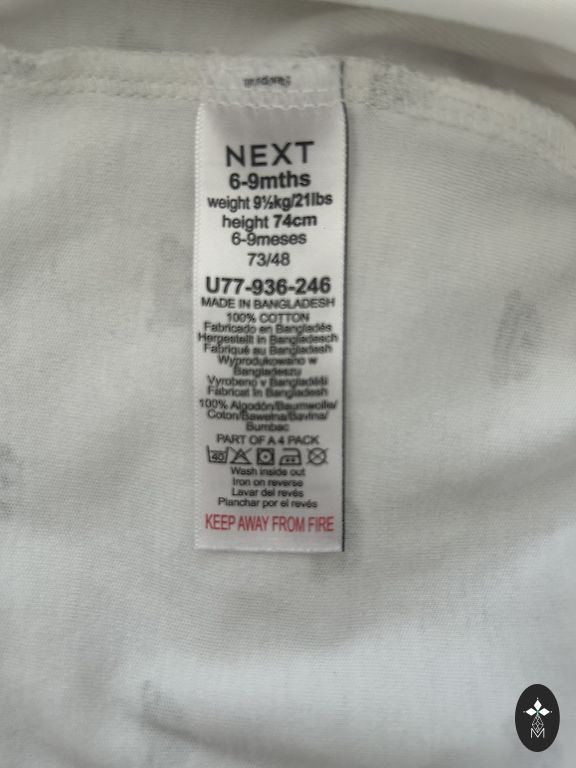 NEXT
6-9mths
weight 9½kg/21lbs
height 74cm
6-9meses
73/48
U77-936-246
MADE IN BANGLADESH
100% COTTON
Fabricado en Bangladés
Hergestellt in Bangladesch
Fabriqué au Bangladesh
Wyprodukowano w
Bangladeszu
Vyrobeno v Bangladéši
Fabricat în Bangladesh
100% Algodón/Baumwolle/
Coton/Bawełna/Bavlna/
Bumbac
PART OF A 4 PACK
40
Wash inside out
Iron on reverse
Lavar del revés
Planchar por el revés
KEEP AWAY FROM FIRE
M